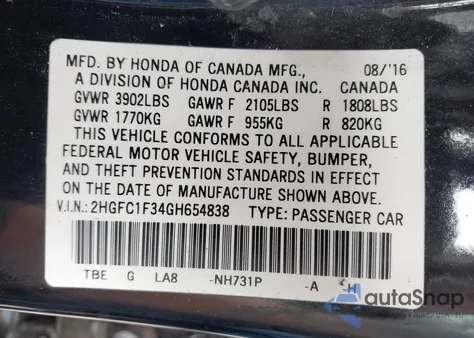 MFD. BY HONDA OF CANADA MFG., 08/'16
A DIVISION OF HONDA CANADA INC. CANADA
GVWR 3902LBS GAWR F 2105LBS R 1808LBS
GVWR 1770KG GAWR F 955KG R 820KG
THIS VEHICLE CONFORMS TO ALL APPLICABLE
FEDERAL MOTOR VEHICLE SAFETY, BUMPER,
AND THEFT PREVENTION STANDARDS IN EFFECT
ON THE DATE OF MANUFACTURE SHOWN ABOVE.
V.I.N.: 2HGFC1F34GH654838 TYPE: PASSENGER CAR
TBE G LA8 -NH731P -A H
autoSnap